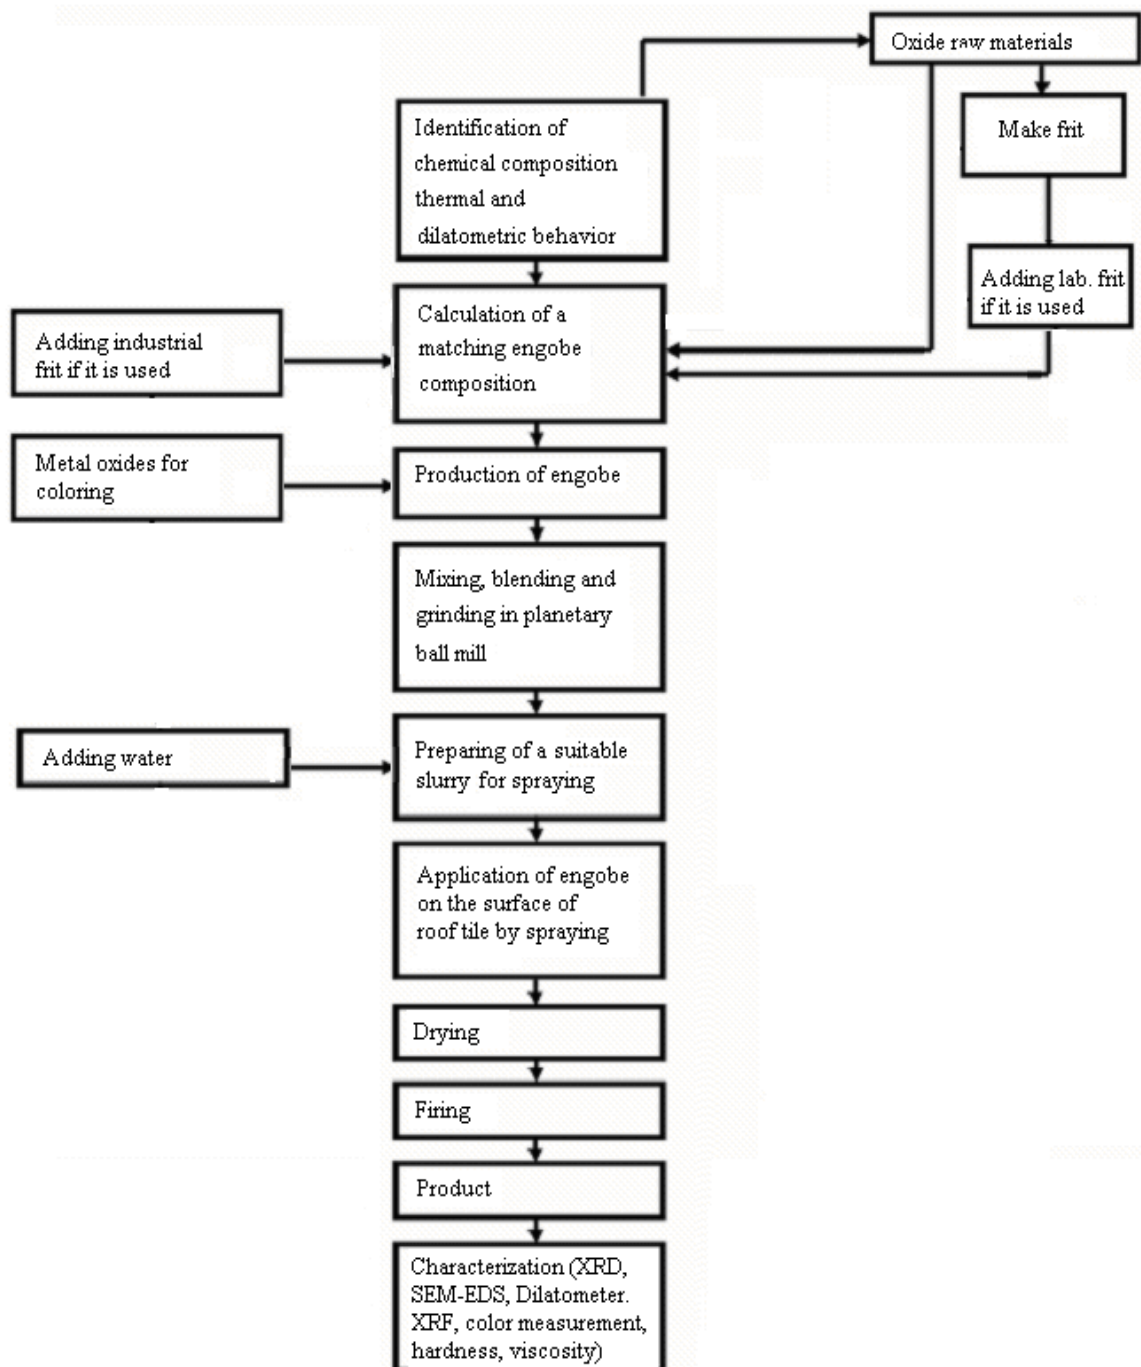 Oxide raw materials
Identification of
chemical composition
thermal and
dilatometric behavior
Make frit
Adding lab. frit
if it is used
Adding industrial
frit if it is used
Calculation of a
matching engobe
composition
Metal oxides for
coloring
Production of engobe
Mixing, blending and
grinding in planetary
ball mill
Adding water
Preparing of a suitable
slurry for spraying
Application of engobe
on the surface of
roof tile by spraying
Drying
Firing
Product
Characterization (XRD,
SEM-EDS, Dilatometer.
XRF, color measurement,
hardness, viscosity)